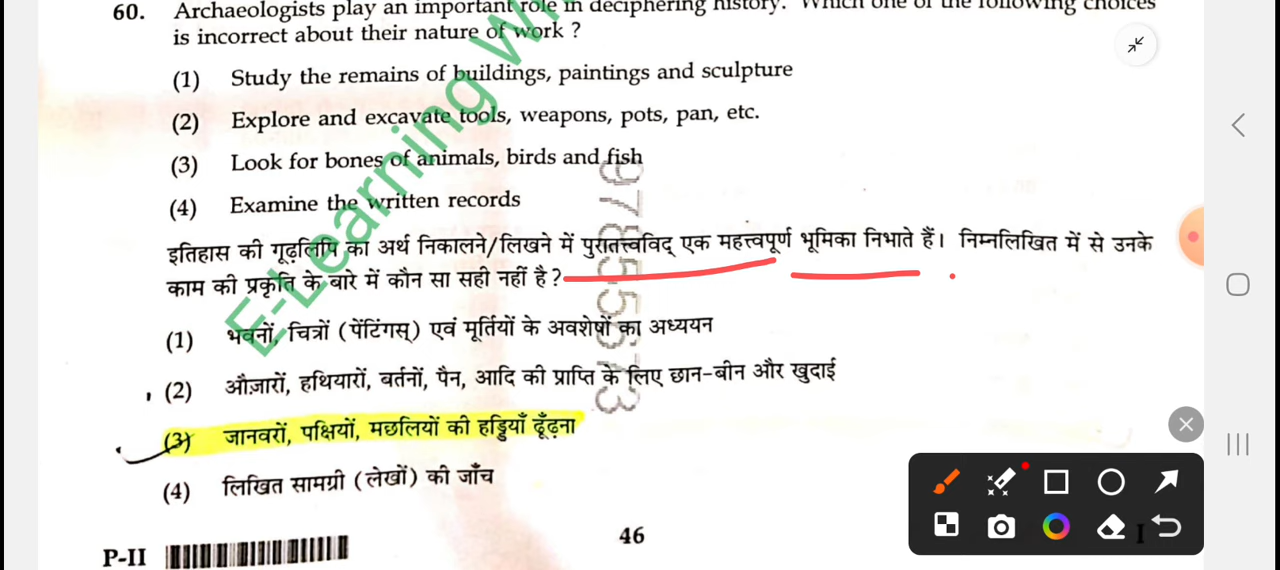 60. Archaeologists play an important role in deciphering history. Which one of the following choices
is incorrect about their nature of work ?
(1) Study the remains of buildings, paintings and sculpture
(2) Explore and excavate tools, weapons, pots, pan, etc.
(3) Look for bones of animals, birds and fish
(4) Examine the written records
इतिहास की गूढ़लिपि का अर्थ निकालने/लिखने में पुरातत्त्वविद् एक महत्त्वपूर्ण भूमिका निभाते हैं। निम्नलिखित में से उनके
काम की प्रकृति के बारे में कौन सा सही नहीं है ?
(1) भवनों, चित्रों (पेंटिंगस्) एवं मूर्तियों के अवशेषों का अध्ययन
(2) औज़ारों, हथियारों, बर्तनों, पैन, आदि की प्राप्ति के लिए छान-बीन और खुदाई
(3) जानवरों, पक्षियों, मछलियों की हड्डियाँ ढूँढ़ना
(4) लिखित सामग्री (लेखों) की जाँच
P-II 46 I
E-Learning